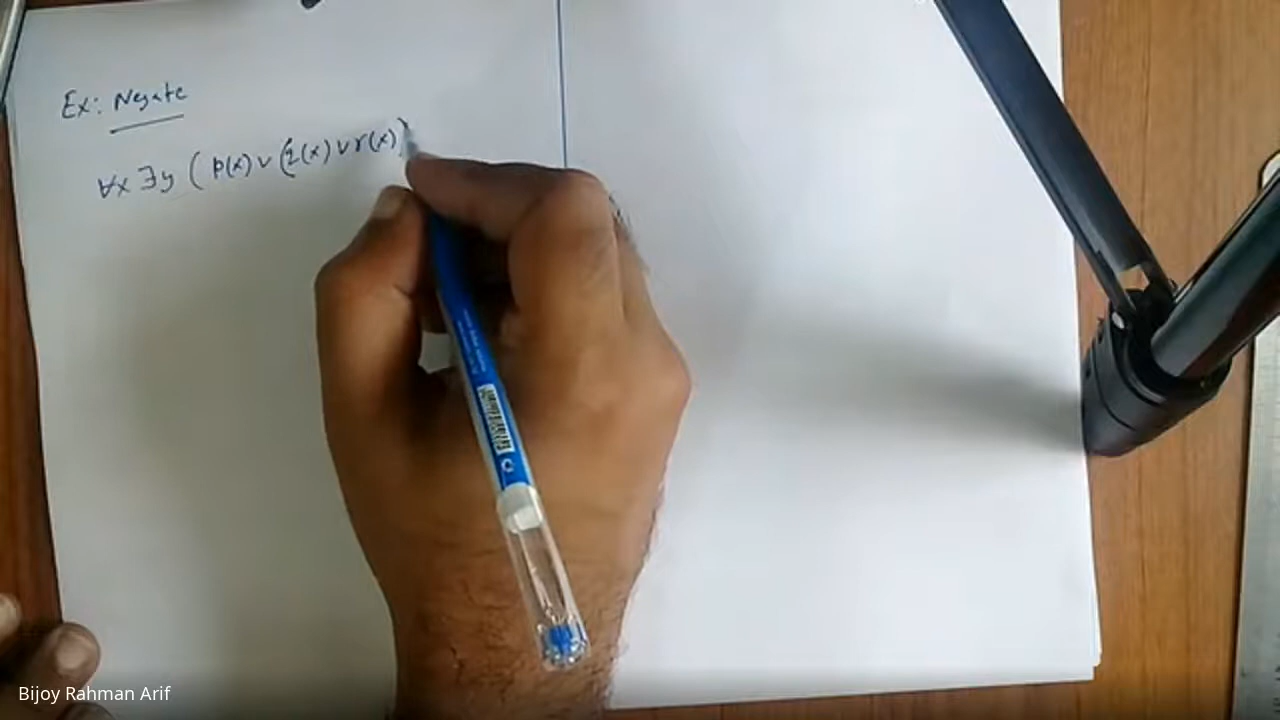 Ex: Negate
∀x ∃y ( p(x) ∨ (q(x) ∨ r(x))
Bijoy Rahman Arif